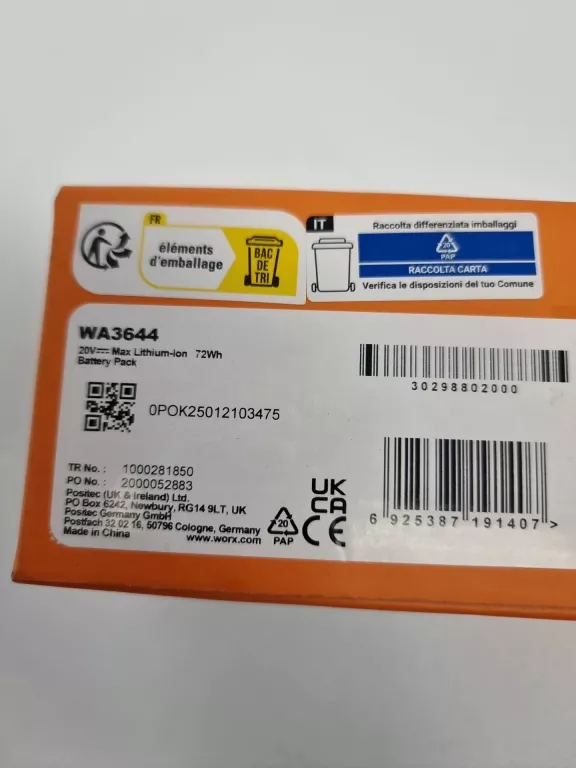 FR
éléments
d'emballage
BAC
DE
TRI
IT
Raccolta differenziata imballaggi
20
PAP
RACCOLTA CARTA
Verifica le disposizioni del tuo Comune
WA3644
20V⎓ Max Lithium-Ion 72Wh
Battery Pack
30298802000
0POK25012103475
TR No.: 1000281850
PO No.: 2000052883
Positec (UK & Ireland) Ltd.
PO Box 6242, Newbury, RG14 9LT, UK
Positec Germany GmbH
Postfach 32 02 16, 50796 Cologne, Germany
Made in China
www.worx.com
20
PAP
UK
CA
CE
6 925387 191407 >